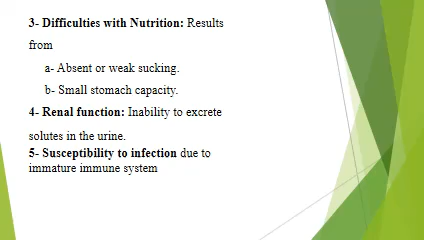 3- Difficulties with Nutrition: Results
from
a- Absent or weak sucking.
b- Small stomach capacity.
4- Renal function: Inability to excrete
solutes in the urine.
5- Susceptibility to infection due to
immature immune system